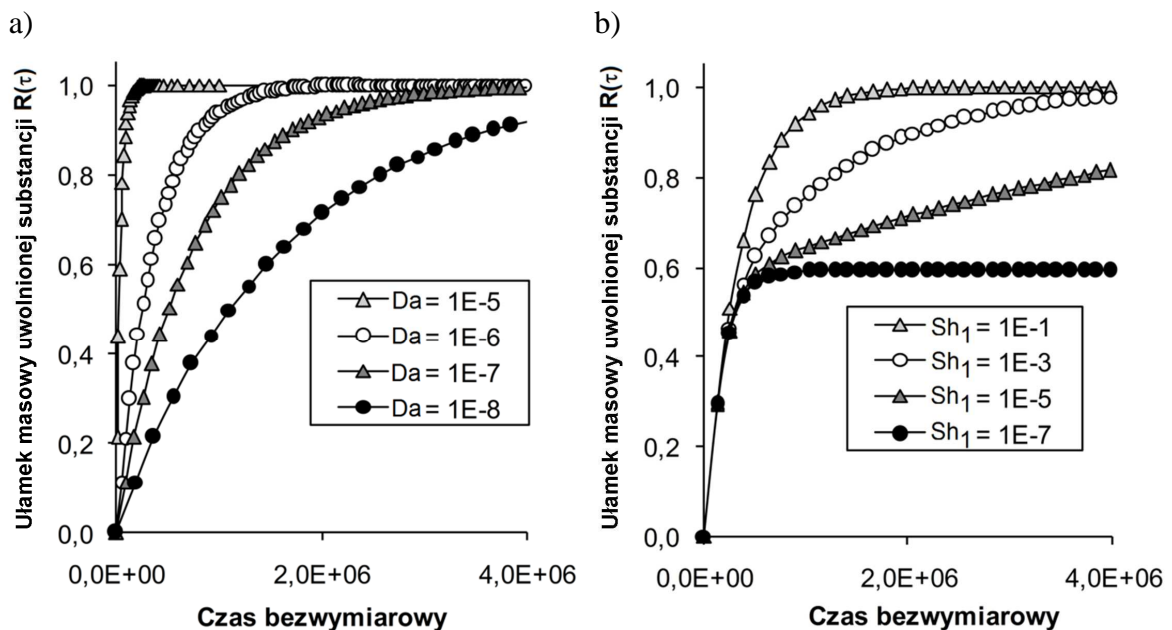 a)
Ułamek masowy uwolnionej substancji R(τ)
1,0
0,8
0,6
0,4
0,2
0,0
Da = 1E-5
Da = 1E-6
Da = 1E-7
Da = 1E-8
0,0E+00 2,0E+06 4,0E+06
Czas bezwymiarowy
b)
Ułamek masowy uwolnionej substancji R(τ)
1,0
0,8
0,6
0,4
0,2
0,0
Sh1 = 1E-1
Sh1 = 1E-3
Sh1 = 1E-5
Sh1 = 1E-7
0,0E+00 2,0E+06 4,0E+06
Czas bezwymiarowy